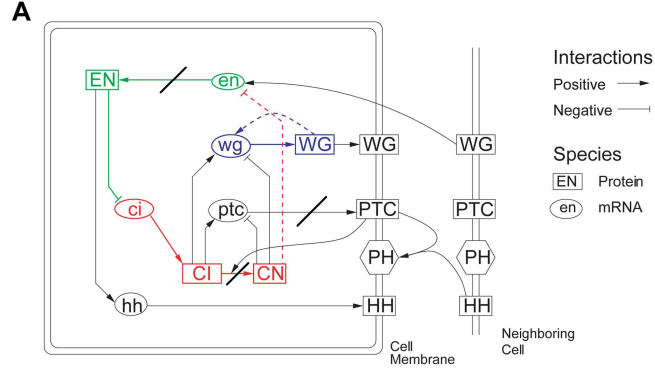 A
Interactions
Positive
Negative
Species
EN Protein
en mRNA
EN
en
wg
WG
WG
WG
ci
ptc
PTC
PTC
PH
PH
CI
CN
hh
HH
HH
Cell
Membrane
Neighboring
Cell